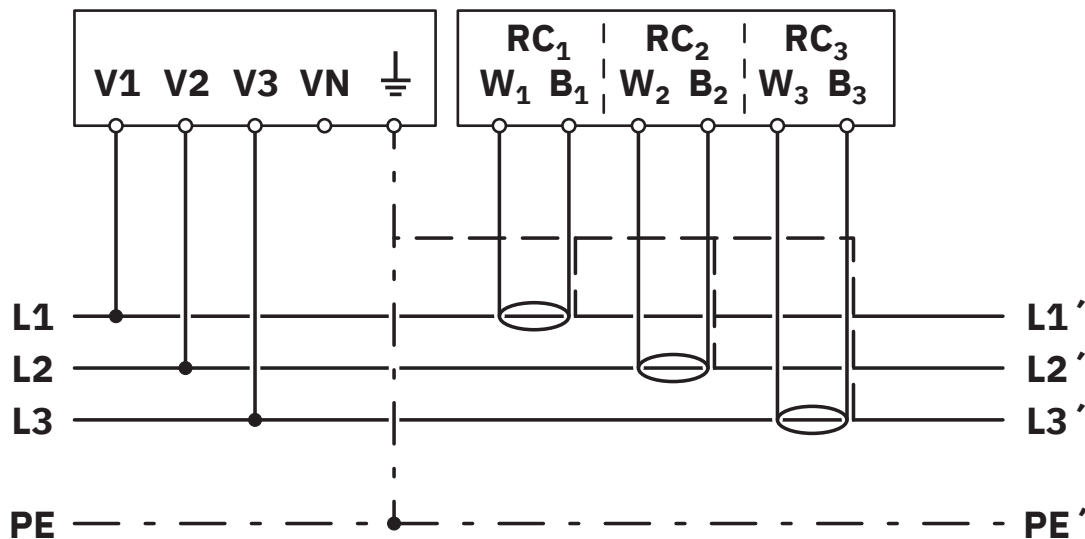 RC₁ RC₂ RC₃
V1 V2 V3 VN W₁ B₁ W₂ B₂ W₃ B₃
L1 L1′
L2 L2′
L3 L3′
PE PE′